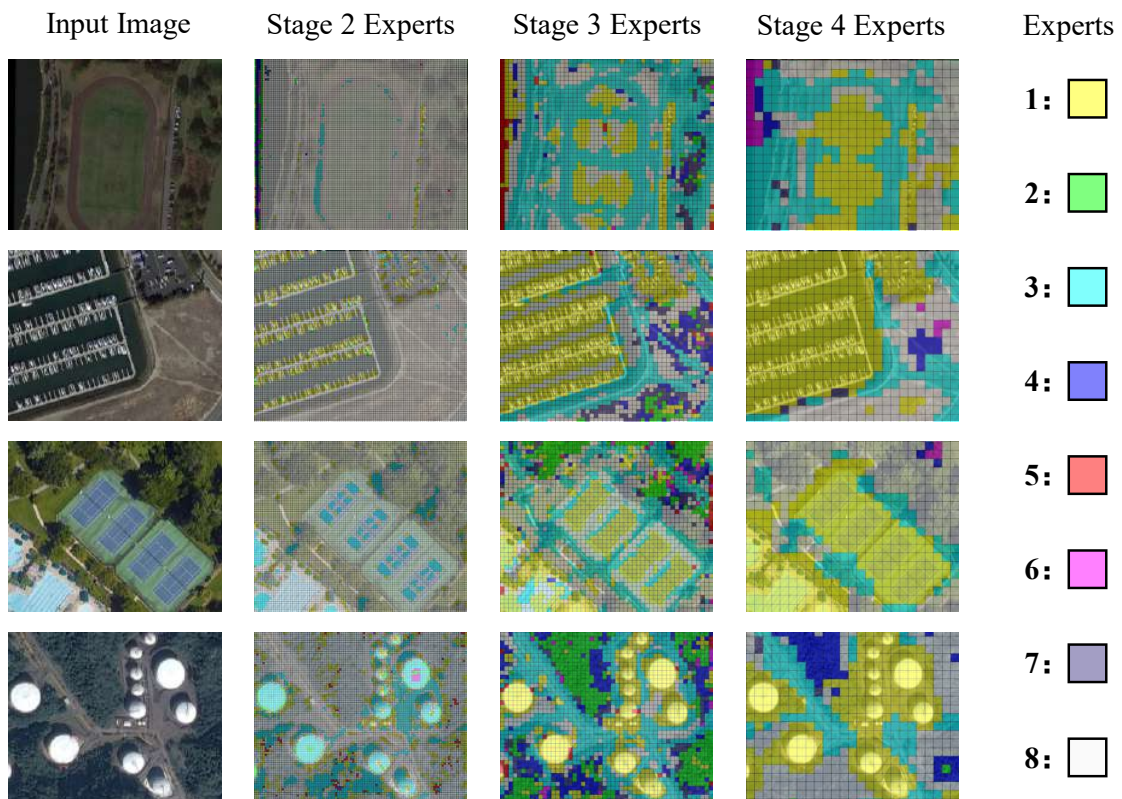 Input Image
Stage 2 Experts
Stage 3 Experts
Stage 4 Experts
Experts
1：
2：
3：
4：
5：
6：
7：
8：